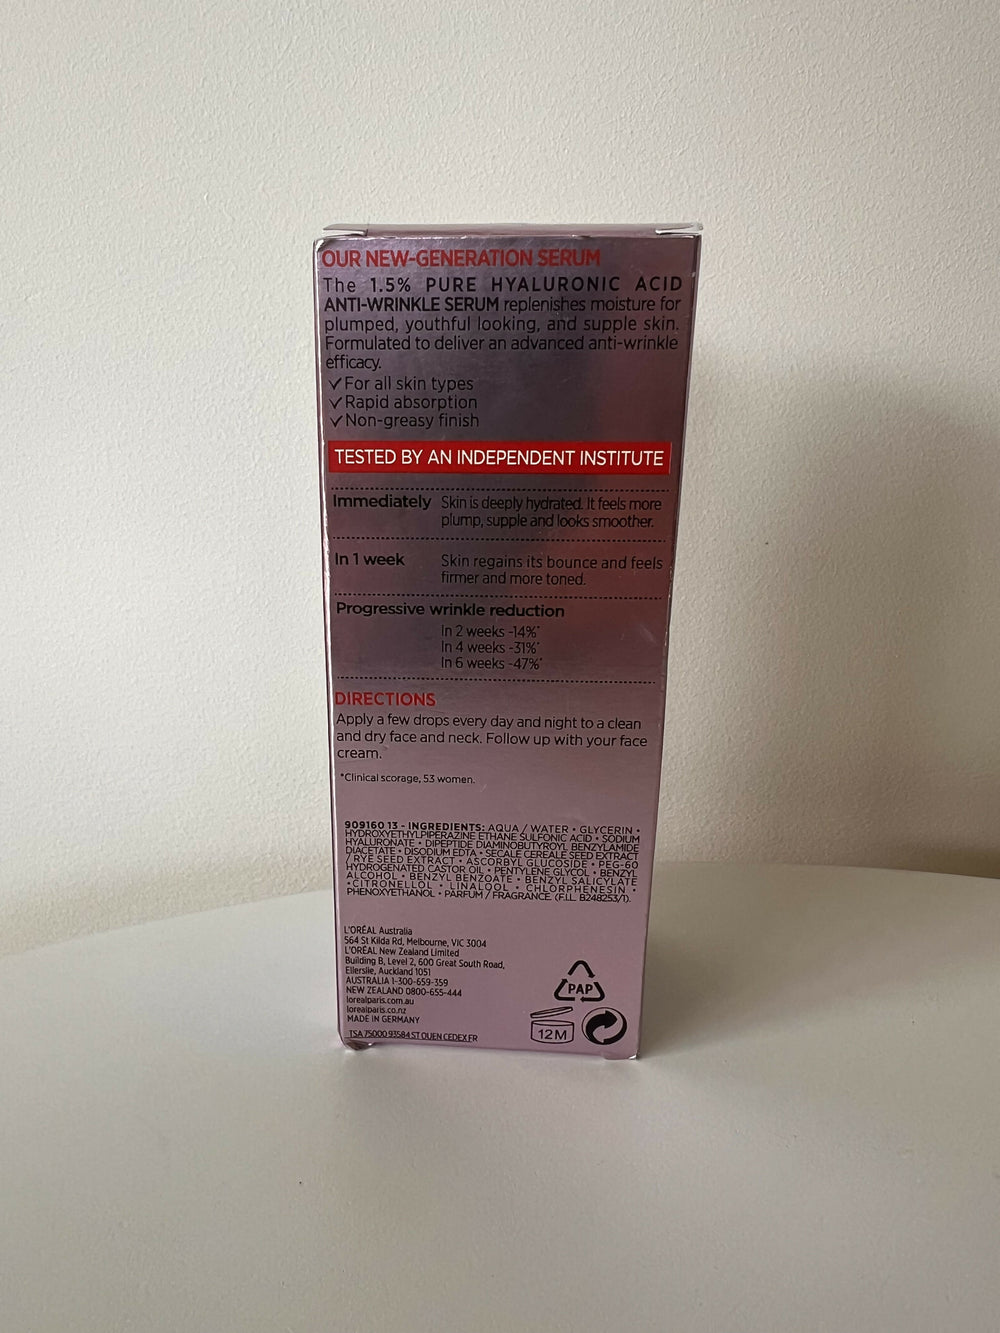 OUR NEW-GENERATION SERUM
The 1.5% PURE HYALURONIC ACID
ANTI-WRINKLE SERUM replenishes moisture for
plumped, youthful looking, and supple skin.
Formulated to deliver an advanced anti-wrinkle
efficacy.
✓For all skin types
✓Rapid absorption
✓Non-greasy finish
TESTED BY AN INDEPENDENT INSTITUTE
Immediately Skin is deeply hydrated. It feels more
plump, supple and looks smoother.
In 1 week Skin regains its bounce and feels
firmer and more toned.
Progressive wrinkle reduction
In 2 weeks -14%*
In 4 weeks -31%*
In 6 weeks -47%*
DIRECTIONS
Apply a few drops every day and night to a clean
and dry face and neck. Follow up with your face
cream.
*Clinical scorage, 53 women.
909160 13 - INGREDIENTS: AQUA / WATER • GLYCERIN •
HYDROXYETHYLPIPERAZINE ETHANE SULFONIC ACID • SODIUM
HYALURONATE • DIPEPTIDE DIAMINOBUTYROYL BENZYLAMIDE
DIACETATE • DISODIUM EDTA • SECALE CEREALE SEED EXTRACT
/ RYE SEED EXTRACT • ASCORBYL GLUCOSIDE • PEG-60
HYDROGENATED CASTOR OIL • PENTYLENE GLYCOL • BENZYL
ALCOHOL • BENZYL BENZOATE • BENZYL SALICYLATE
• CITRONELLOL • LINALOOL • CHLORPHENESIN •
PHENOXYETHANOL • PARFUM / FRAGRANCE. (F.I.L. B248253/1).
L'ORÉAL Australia
564 St Kilda Rd, Melbourne, VIC 3004
L'ORÉAL New Zealand Limited
Building B, Level 2, 600 Great South Road,
Ellerslie, Auckland 1051
AUSTRALIA 1-300-659-359
NEW ZEALAND 0800-655-444
lorealparis.com.au
lorealparis.co.nz
MADE IN GERMANY
TSA 75000 93584 ST OUEN CEDEX FR
PAP
12M